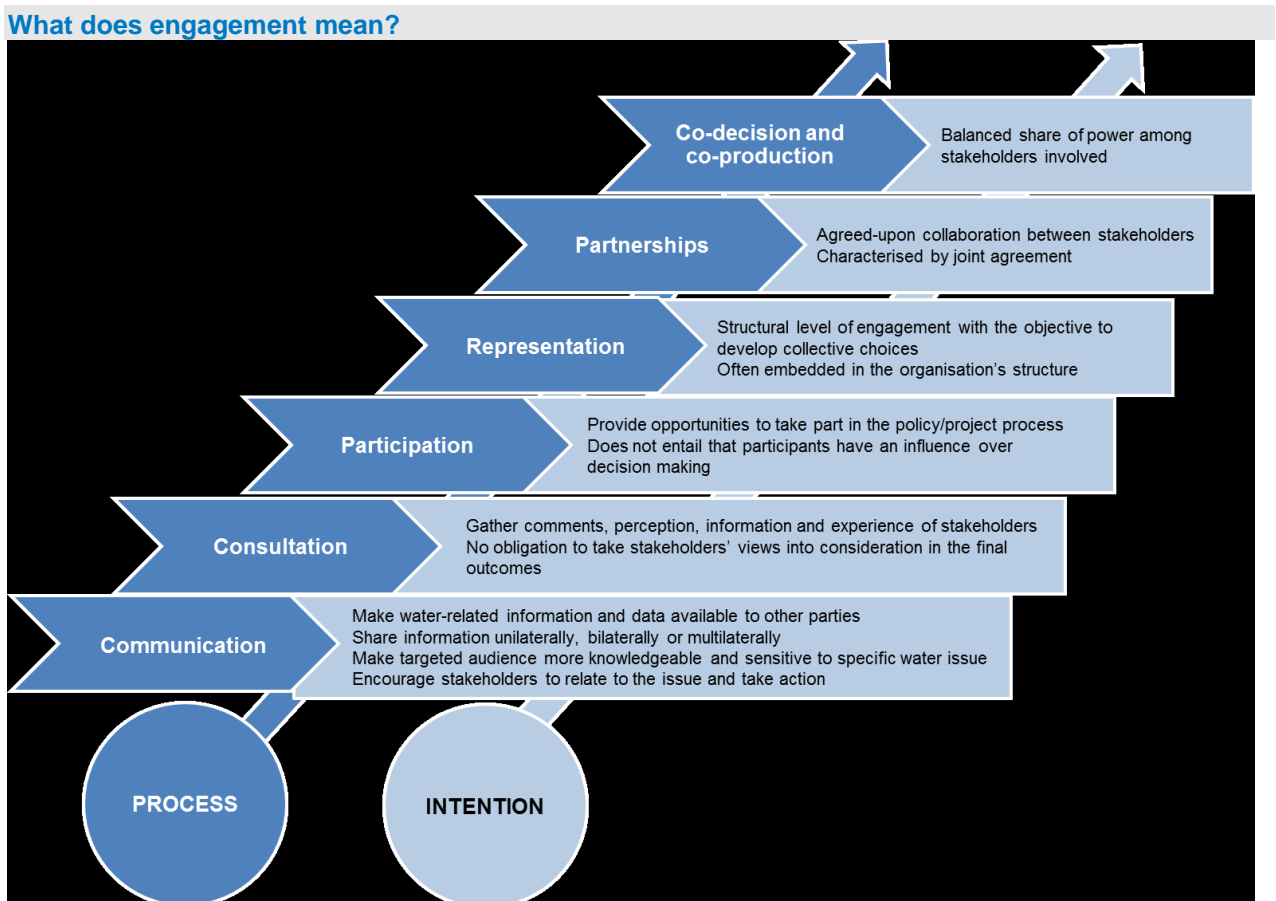 What does engagement mean?
Co-decision and
co-production
Balanced share of power among
stakeholders involved
Partnerships
Agreed-upon collaboration between stakeholders
Characterised by joint agreement
Representation
Structural level of engagement with the objective to
develop collective choices
Often embedded in the organisation's structure
Participation
Provide opportunities to take part in the policy/project process
Does not entail that participants have an influence over
decision making
Consultation
Gather comments, perception, information and experience of stakeholders
No obligation to take stakeholders' views into consideration in the final
outcomes
Communication
Make water-related information and data available to other parties
Share information unilaterally, bilaterally or multilaterally
Make targeted audience more knowledgeable and sensitive to specific water issue
Encourage stakeholders to relate to the issue and take action
PROCESS
INTENTION